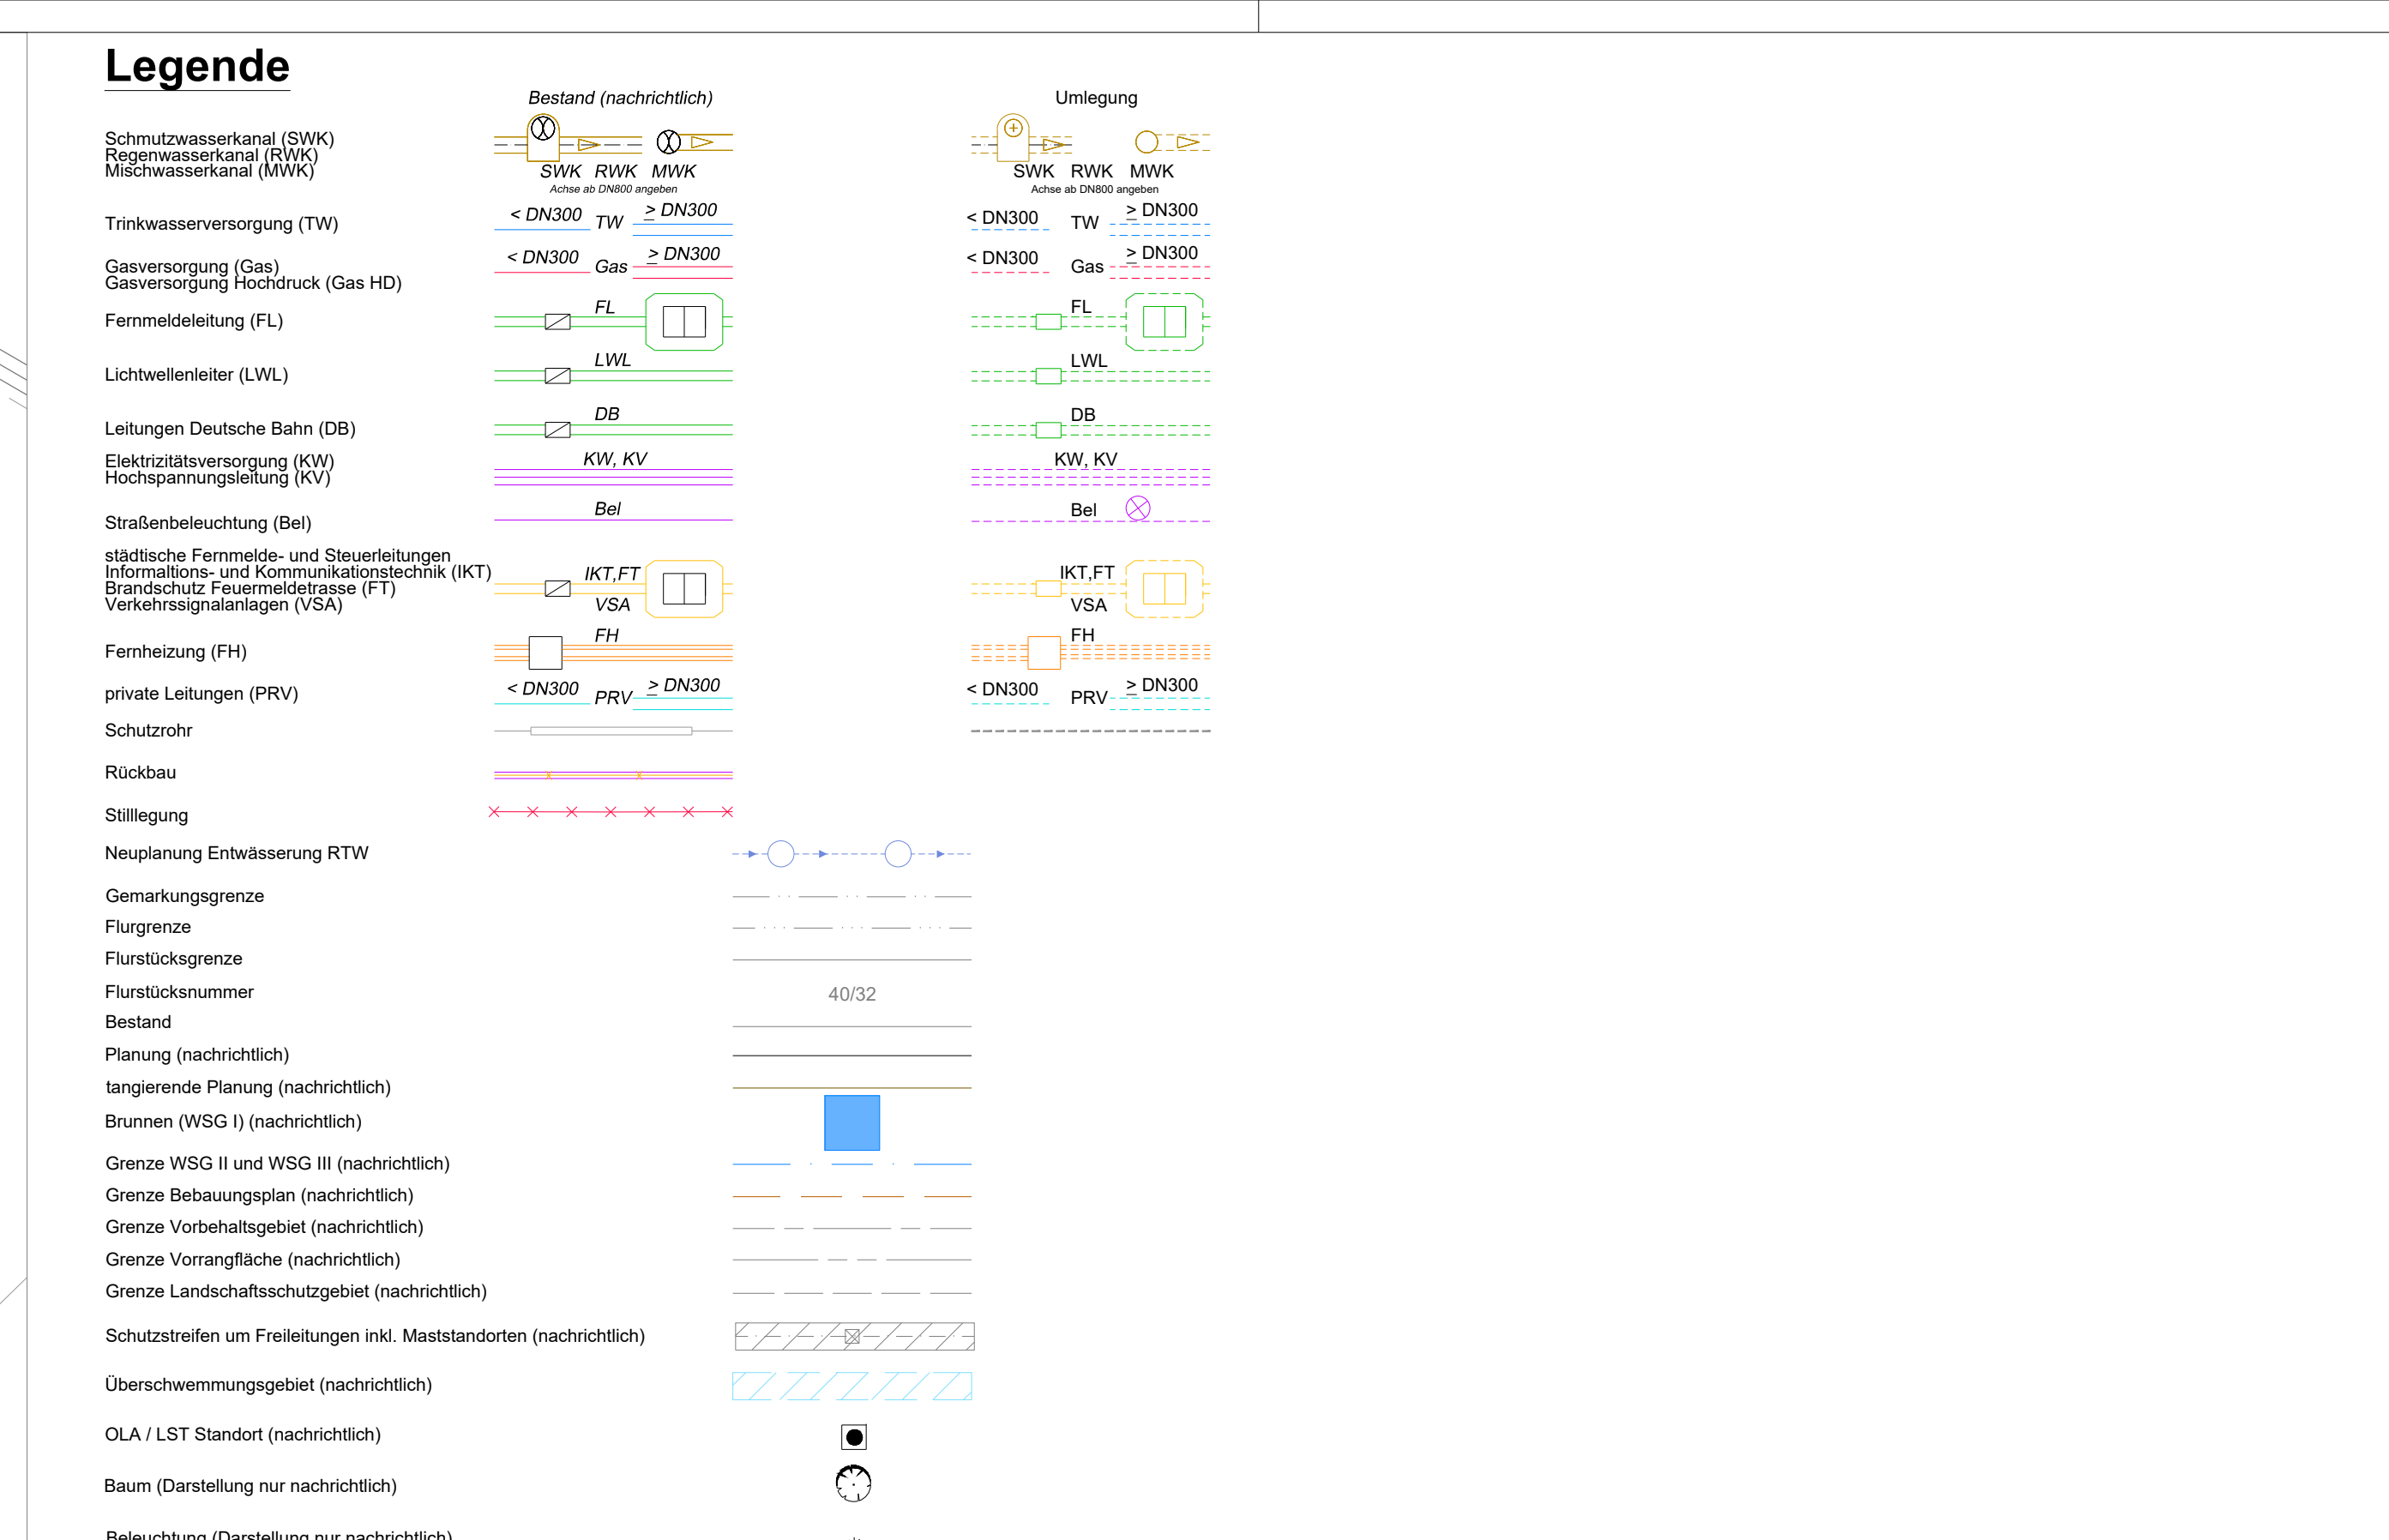 Legende
Bestand (nachrichtlich)
Umlegung
Schmutzwasserkanal (SWK)
Regenwasserkanal (RWK)
Mischwasserkanal (MWK)
SWK RWK MWK
Achse ab DN800 angeben
SWK RWK MWK
Achse ab DN800 angeben
Trinkwasserversorgung (TW)
< DN300 TW ≥ DN300
< DN300 TW ≥ DN300
Gasversorgung (Gas)
Gasversorgung Hochdruck (Gas HD)
< DN300 Gas ≥ DN300
< DN300 Gas ≥ DN300
Fernmeldeleitung (FL)
FL
FL
Lichtwellenleiter (LWL)
LWL
LWL
Leitungen Deutsche Bahn (DB)
DB
DB
Elektrizitätsversorgung (KW)
Hochspannungsleitung (KV)
KW, KV
KW, KV
Straßenbeleuchtung (Bel)
Bel
Bel
städtische Fernmelde- und Steuerleitungen
Informaltions- und Kommunikationstechnik (IKT)
Brandschutz Feuermeldetrasse (FT)
Verkehrssignalanlagen (VSA)
IKT,FT
VSA
IKT,FT
VSA
Fernheizung (FH)
FH
FH
private Leitungen (PRV)
< DN300 PRV ≥ DN300
< DN300 PRV ≥ DN300
Schutzrohr
Rückbau
Stilllegung
Neuplanung Entwässerung RTW
Gemarkungsgrenze
Flurgrenze
Flurstücksgrenze
Flurstücksnummer
40/32
Bestand
Planung (nachrichtlich)
tangierende Planung (nachrichtlich)
Brunnen (WSG I) (nachrichtlich)
Grenze WSG II und WSG III (nachrichtlich)
Grenze Bebauungsplan (nachrichtlich)
Grenze Vorbehaltsgebiet (nachrichtlich)
Grenze Vorrangfläche (nachrichtlich)
Grenze Landschaftsschutzgebiet (nachrichtlich)
Schutzstreifen um Freileitungen inkl. Maststandorten (nachrichtlich)
Überschwemmungsgebiet (nachrichtlich)
OLA / LST Standort (nachrichtlich)
Baum (Darstellung nur nachrichtlich)
Beleuchtung (Darstellung nur nachrichtlich)